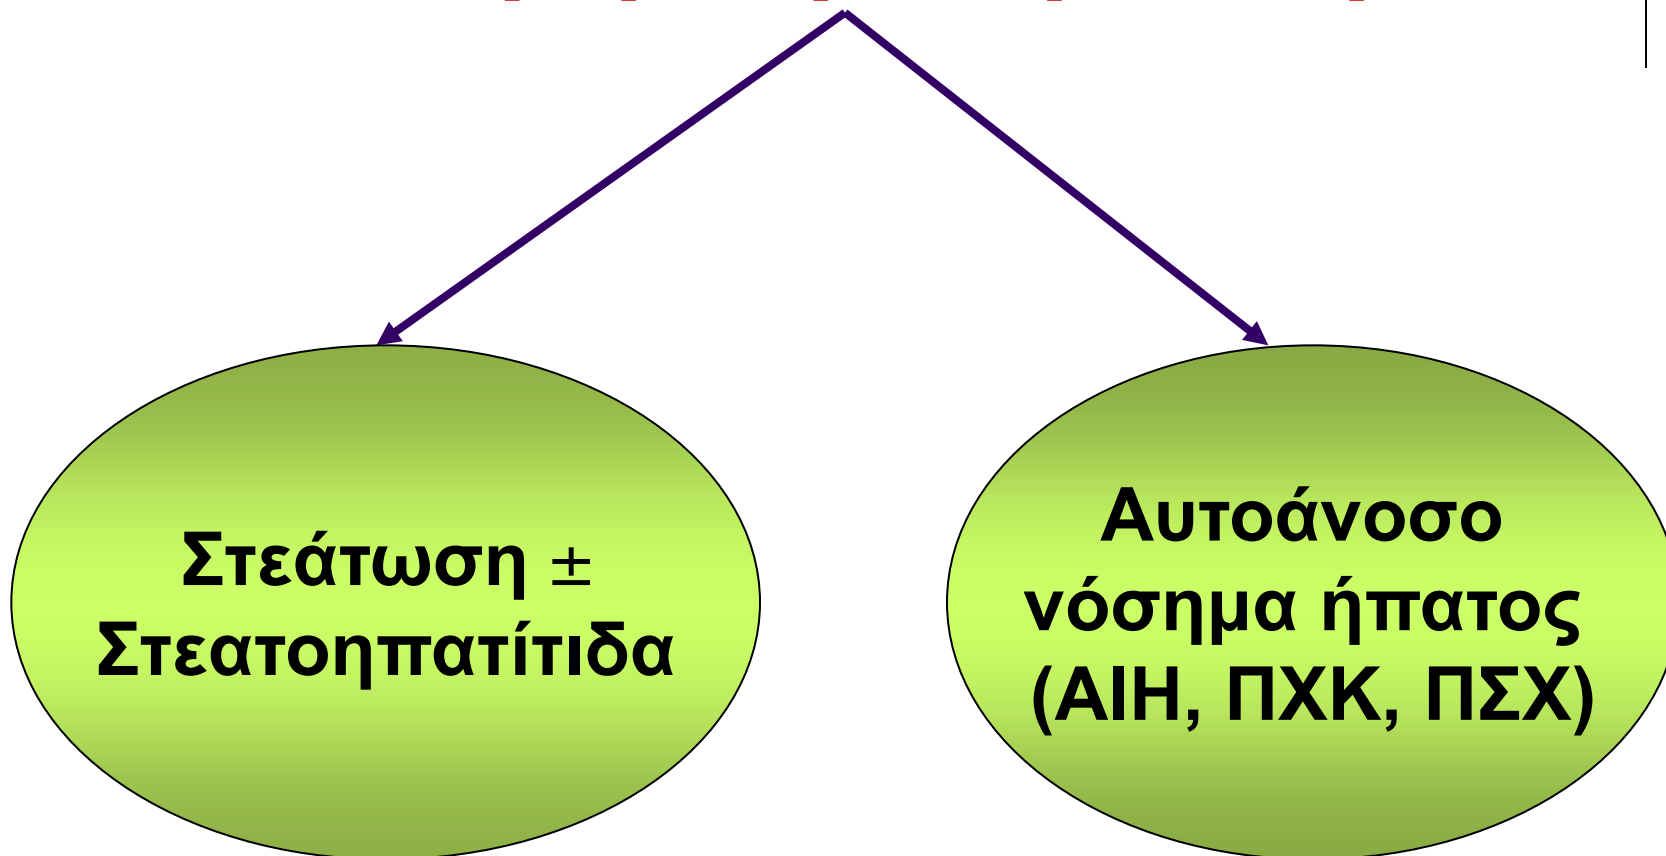 Στεάτωση ±
Στεατοηπατίτιδα
Αυτοάνοσο
νόσημα ήπατος
(ΑΙΗ, ΠΧΚ, ΠΣΧ)